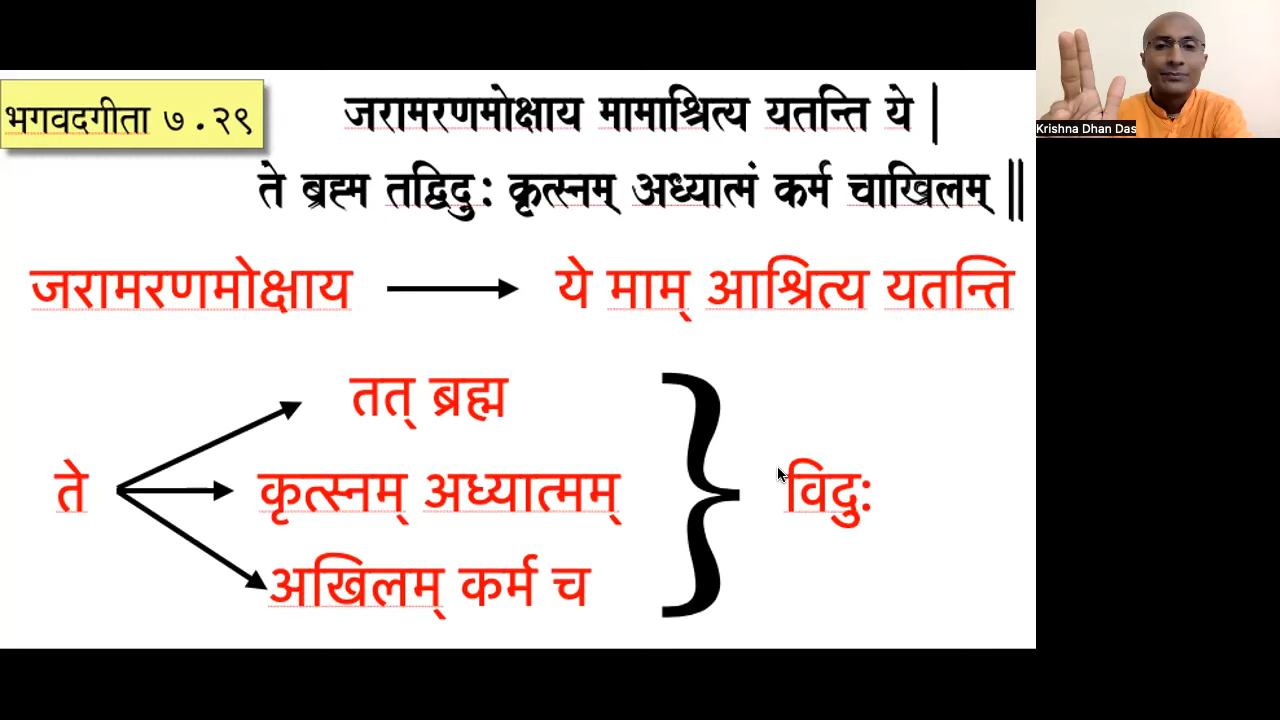 भगवदगीता ७.२९
जरामरणमोक्षाय मामाश्रित्य यतन्ति ये |
ते ब्रह्म तद्विदु: कृत्स्नम् अध्यात्मं कर्म चाखिलम् ||
जरामरणमोक्षाय ये माम् आश्रित्य यतन्ति
तत् ब्रह्म
ते कृत्स्नम् अध्यात्मम् विदु:
अखिलम् कर्म च
Krishna Dhan Das